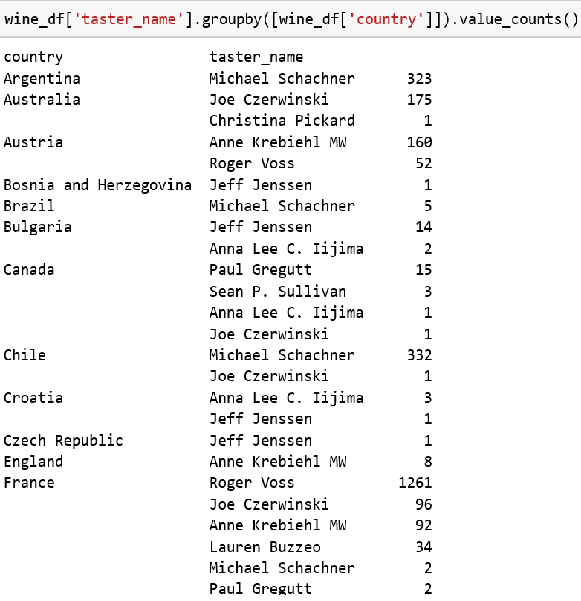 wine_df['taster_name'].groupby([wine_df['country']]).value_counts()
country taster_name
Argentina Michael Schachner 323
Australia Joe Czerwinski 175
Christina Pickard 1
Austria Anne Krebiehl MW 160
Roger Voss 52
Bosnia and Herzegovina Jeff Jenssen 1
Brazil Michael Schachner 5
Bulgaria Jeff Jenssen 14
Anna Lee C. Iijima 2
Canada Paul Gregutt 15
Sean P. Sullivan 3
Anna Lee C. Iijima 1
Joe Czerwinski 1
Chile Michael Schachner 332
Joe Czerwinski 1
Croatia Anna Lee C. Iijima 3
Jeff Jenssen 1
Czech Republic Jeff Jenssen 1
England Anne Krebiehl MW 8
France Roger Voss 1261
Joe Czerwinski 96
Anne Krebiehl MW 92
Lauren Buzzeo 34
Michael Schachner 2
Paul Gregutt 2